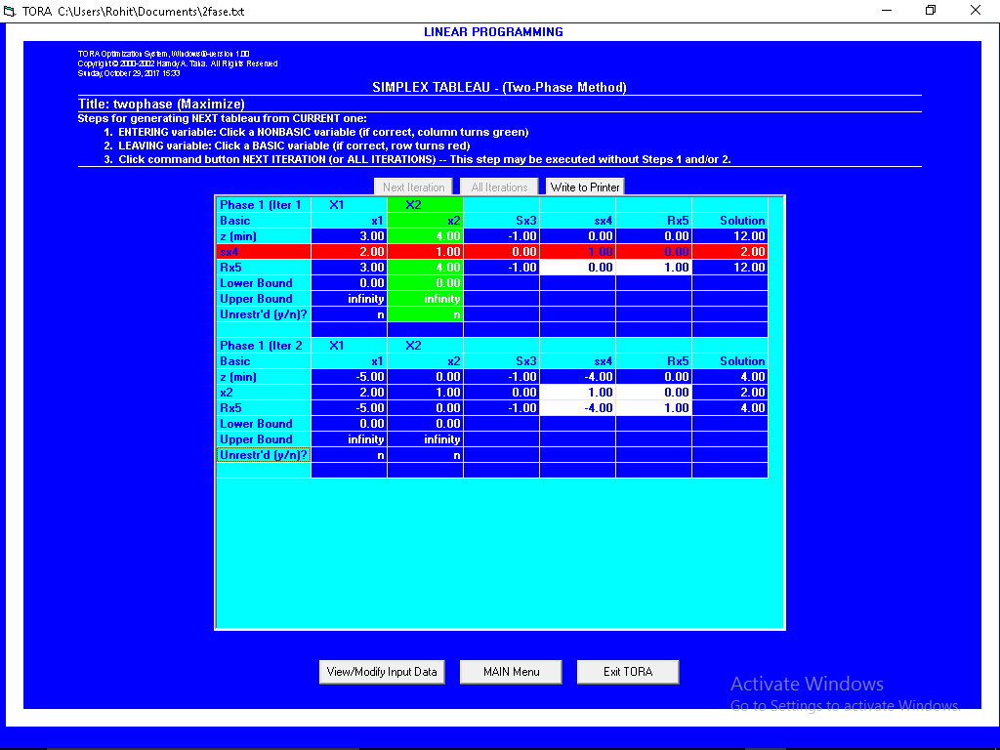 TORA C:\Users\Rohit\Documents\2fase.txt
LINEAR PROGRAMMING
TORA Optimization System, Windows®-version 1.00
Copyright © 2000-2002 Hamdy A. Taha. All Rights Reserved
Sunday, October 29, 2017 15:33
SIMPLEX TABLEAU - (Two-Phase Method)
Title: twophase (Maximize)
Steps for generating NEXT tableau from CURRENT one:
1. ENTERING variable: Click a NONBASIC variable (if correct, column turns green)
2. LEAVING variable: Click a BASIC variable (if correct, row turns red)
3. Click command button NEXT ITERATION (or ALL ITERATIONS) -- This step may be executed without Steps 1 and/or 2.
Next Iteration All Iterations Write to Printer
Phase 1 (Iter 1 X1 X2
Basic x1 x2 Sx3 sx4 Rx5 Solution
z (min) 3.00 4.00 -1.00 0.00 0.00 12.00
sx4 2.00 1.00 0.00 1.00 0.00 2.00
Rx5 3.00 4.00 -1.00 0.00 1.00 12.00
Lower Bound 0.00 0.00
Upper Bound infinity infinity
Unrestr'd (y/n)? n n
Phase 1 (Iter 2 X1 X2
Basic x1 x2 Sx3 sx4 Rx5 Solution
z (min) -5.00 0.00 -1.00 -4.00 0.00 4.00
x2 2.00 1.00 0.00 1.00 0.00 2.00
Rx5 -5.00 0.00 -1.00 -4.00 1.00 4.00
Lower Bound 0.00 0.00
Upper Bound infinity infinity
Unrestr'd (y/n)? n n
View/Modify Input Data MAIN Menu Exit TORA
Activate Windows
Go to Settings to activate Windows.